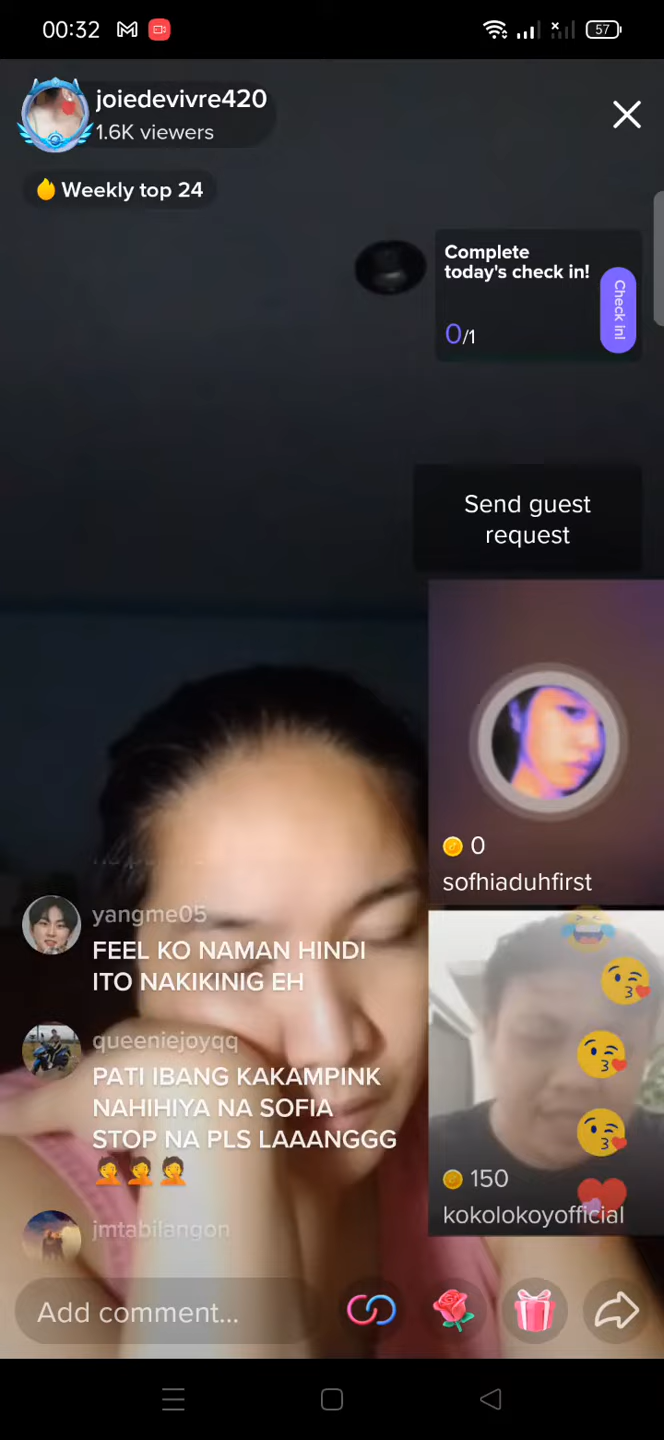 00:32
57
joiedevivre420
1.6K viewers
Weekly top 24
Complete
today's check in!
0/1
Check in!
Send guest
request
0
sofhiaduhfirst
yangme05
FEEL KO NAMAN HINDI
ITO NAKIKINIG EH
queeniejoyqq
PATI IBANG KAKAMPINK
NAHIHIYA NA SOFIA
STOP NA PLS LAAANGGG
150
kokolokoyofficial
jmtabilangon
Add comment...